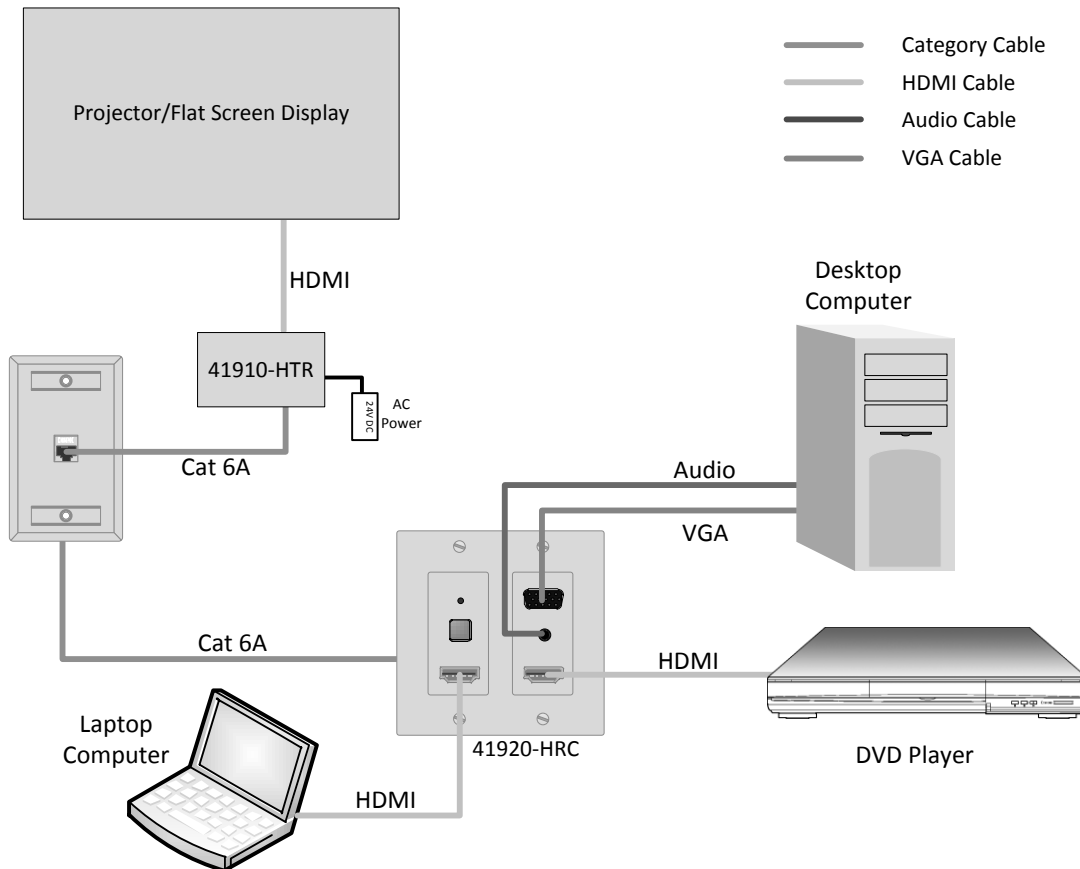 Projector/Flat Screen Display
Category Cable
HDMI Cable
Audio Cable
VGA Cable
HDMI
Desktop
Computer
41910-HTR
24V DC
AC
Power
Cat 6A
Audio
VGA
Cat 6A
HDMI
Laptop
Computer
41920-HRC
DVD Player
HDMI